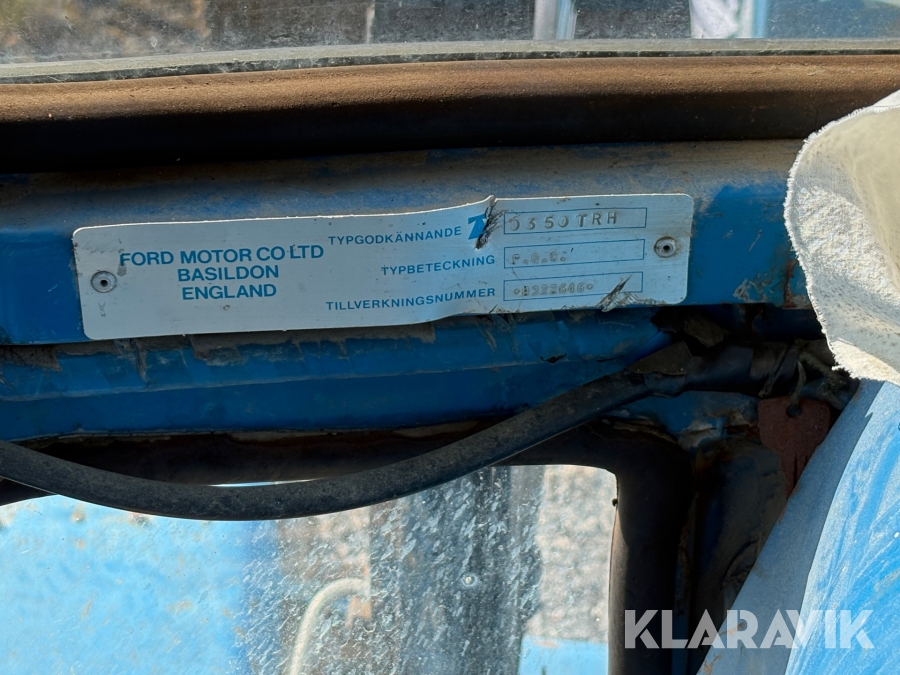 FORD MOTOR CO LTD
BASILDON
ENGLAND
TYPGODKÄNNANDE
TYPBETECKNING
TILLVERKNINGSNUMMER
KLARAVIK